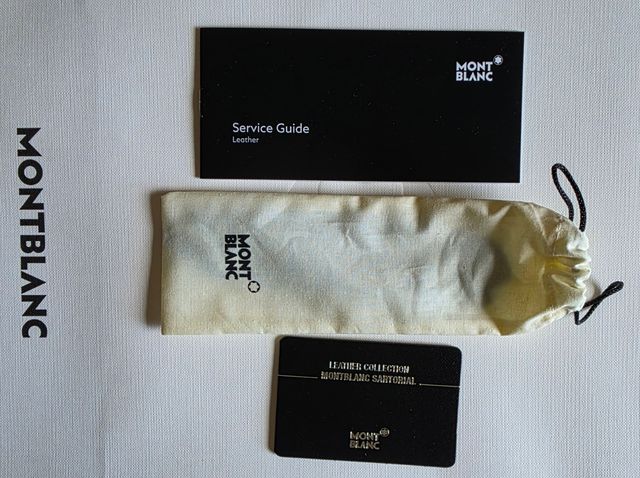 MONTBLANC
MONT
BLANC
Service Guide
Leather
MONT
BLANC
LEATHER COLLECTION
MONTBLANC SARTORIAL
MONT
BLANC